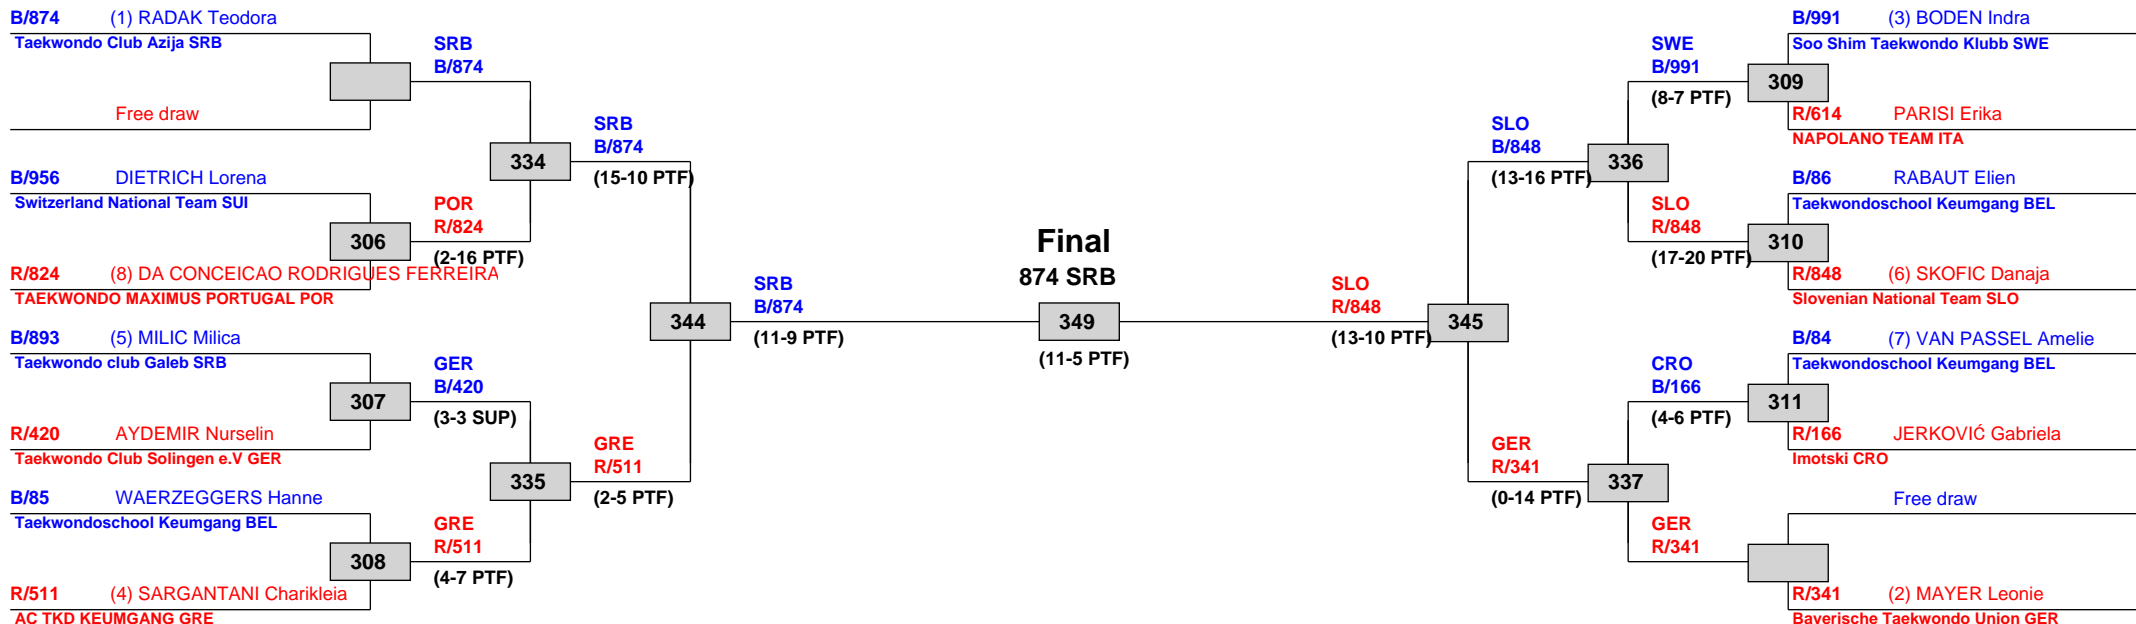 B/874 (1) RADAK Teodora
Taekwondo Club Azija SRB
Free draw
B/956 DIETRICH Lorena
Switzerland National Team SUI
306
R/824 (8) DA CONCEICAO RODRIGUES FERREIRA
TAEKWONDO MAXIMUS PORTUGAL POR
B/893 (5) MILIC Milica
Taekwondo club Galeb SRB
307
R/420 AYDEMIR Nurselin
Taekwondo Club Solingen e.V GER
B/85 WAERZEGGERS Hanne
Taekwondoschool Keumgang BEL
308
R/511 (4) SARGANTANI Charikleia
AC TKD KEUMGANG GRE
SRB
B/874
334
POR
R/824
(2-16 PTF)
GER
B/420
(3-3 SUP)
335
GRE
R/511
(4-7 PTF)
SRB
B/874
(15-10 PTF)
344
GRE
R/511
(2-5 PTF)
SRB
B/874
(11-9 PTF)
Final
874 SRB
349
(11-5 PTF)
SLO
R/848
(13-10 PTF)
345
SLO
B/848
(13-16 PTF)
336
GER
R/341
(0-14 PTF)
337
SWE
B/991
(8-7 PTF)
SLO
R/848
(17-20 PTF)
CRO
B/166
(4-6 PTF)
GER
R/341
B/991 (3) BODEN Indra
Soo Shim Taekwondo Klubb SWE
309
R/614 PARISI Erika
NAPOLANO TEAM ITA
B/86 RABAUT Elien
Taekwondoschool Keumgang BEL
310
R/848 (6) SKOFIC Danaja
Slovenian National Team SLO
B/84 (7) VAN PASSEL Amelie
Taekwondoschool Keumgang BEL
311
R/166 JERKOVIĆ Gabriela
Imotski CRO
Free draw
R/341 (2) MAYER Leonie
Bayerische Taekwondo Union GER